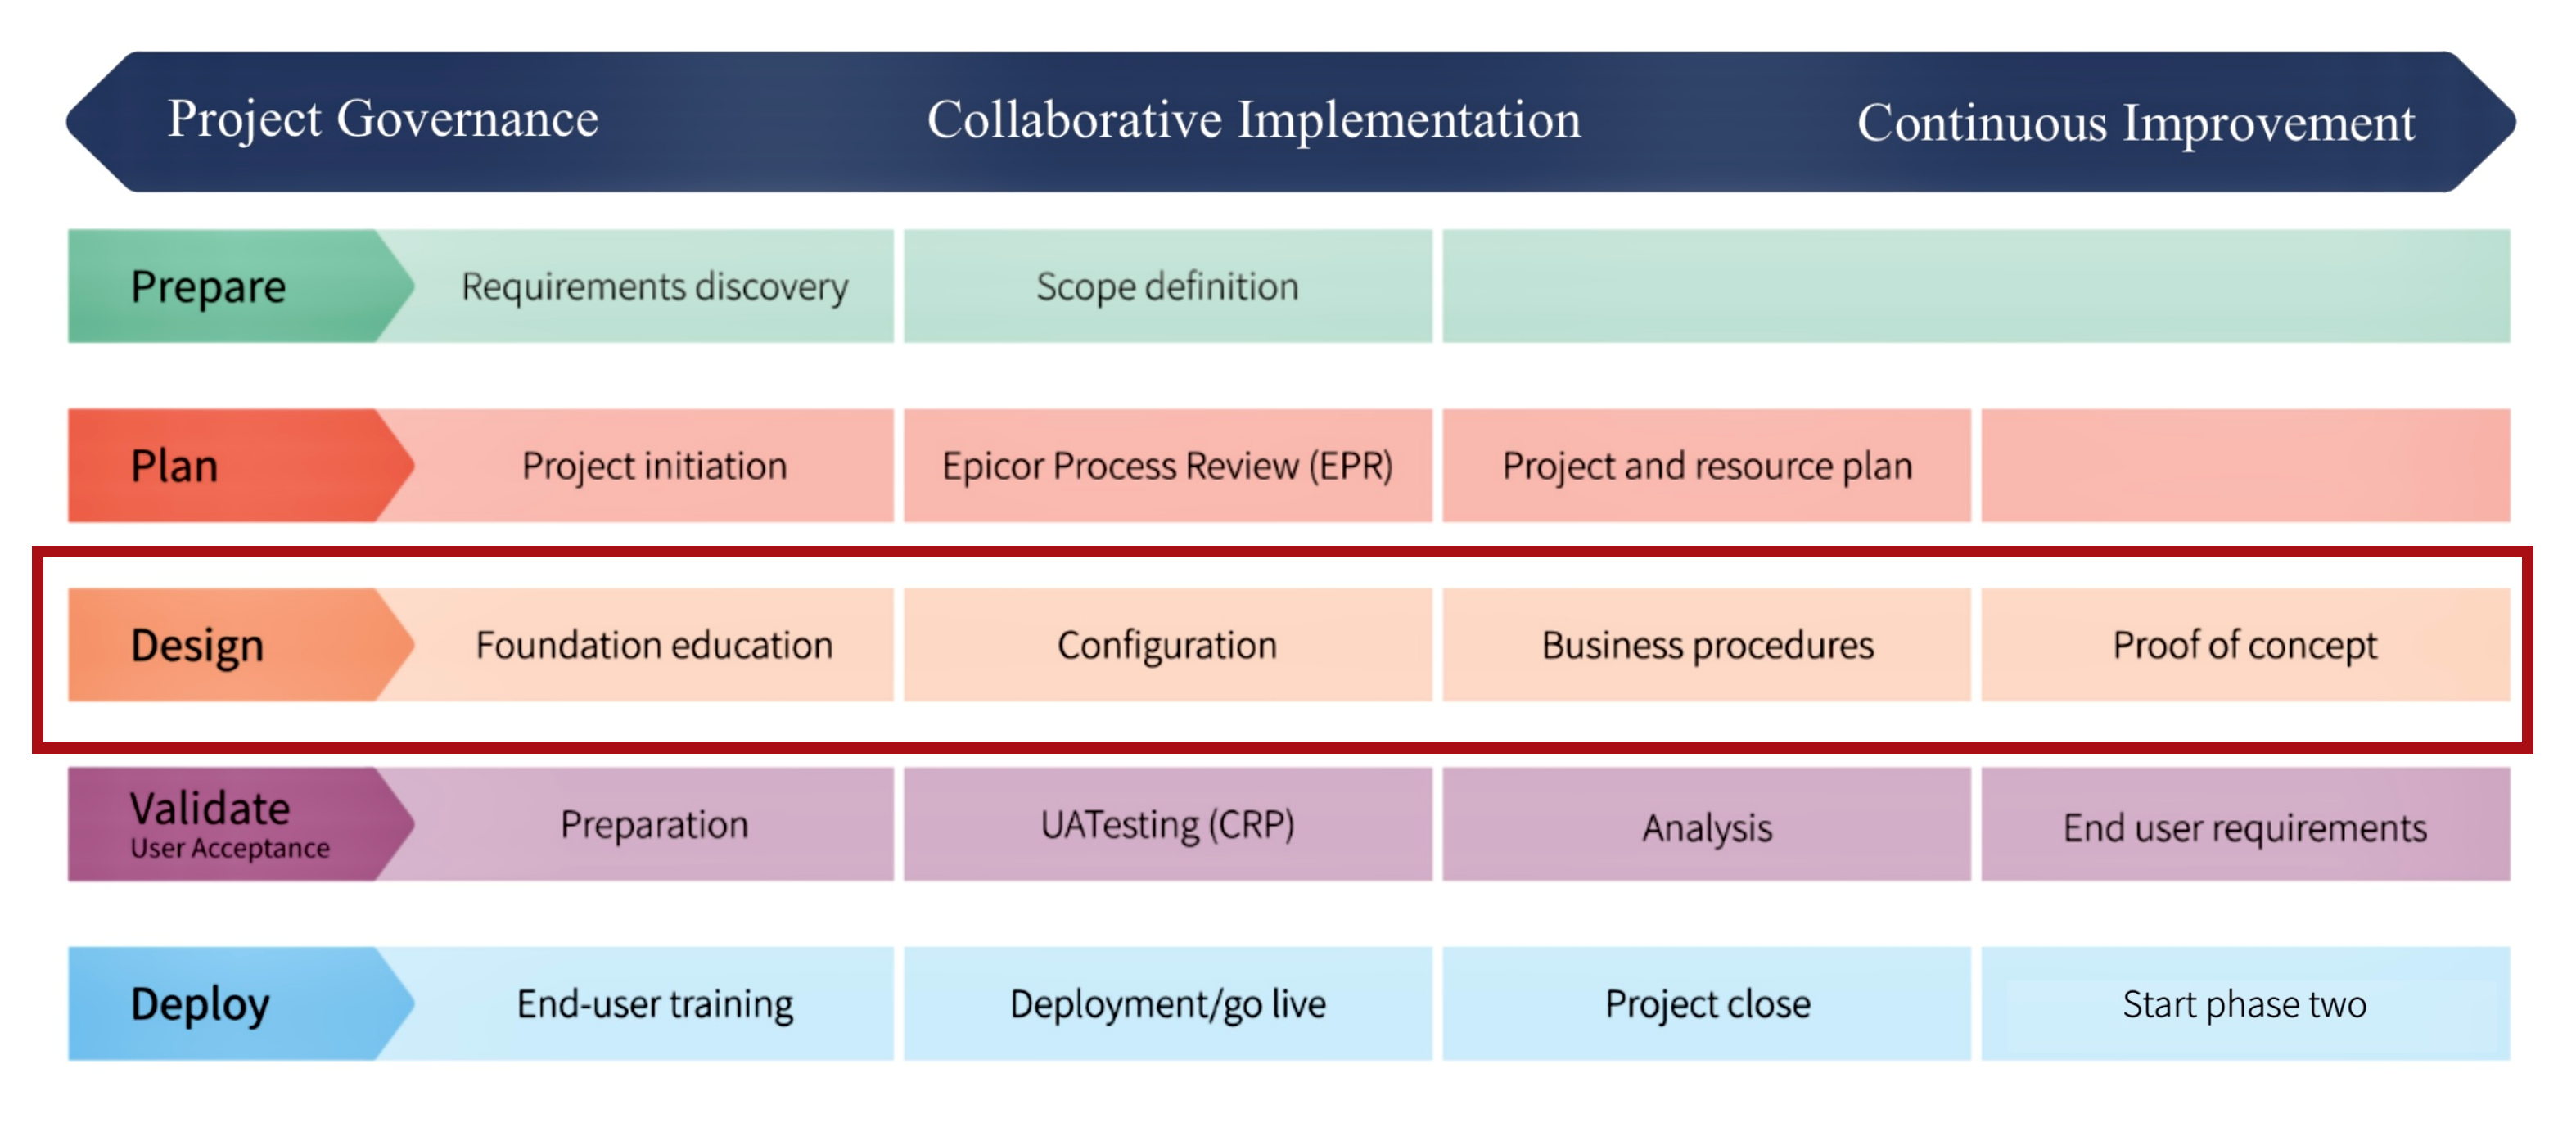 Project Governance
Collaborative Implementation
Continuous Improvement
Prepare
Requirements discovery
Scope definition
Plan
Project initiation
Epicor Process Review (EPR)
Project and resource plan
Design
Foundation education
Configuration
Business procedures
Proof of concept
Validate
User Acceptance
Preparation
UATesting (CRP)
Analysis
End user requirements
Deploy
End-user training
Deployment/go live
Project close
Start phase two